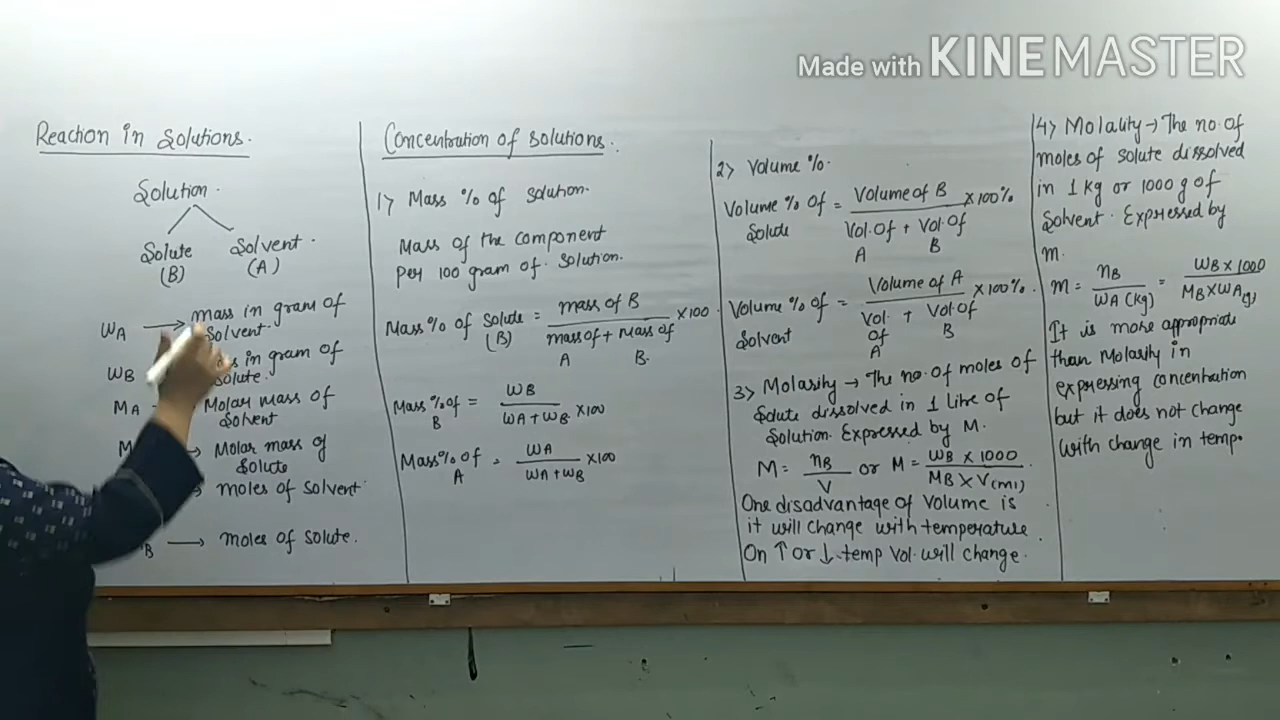 Made with KINEMASTER
Reaction in Solutions.
Solution.
Solute Solvent.
(B) (A)
WA → mass in gram of
Solvent.
WB in gram of
Solute.
MA Molar mass of
Solvent
M → Molar mass of
Solute
→ moles of solvent
B → moles of solute.
Concentration of solutions.
1> Mass % of solution.
Mass of the component
Per 100 gram of solution.
Mass % of Solute (B) = mass of B / mass of A + Mass of B. × 100
Mass % of B = WB / WA + WB × 100
Mass % of A = WA / WA + WB × 100
2> Volume %.
Volume % of Solute = Volume of B / Vol. of A + Vol. of B × 100%
Volume % of Solvent = Volume of A / Vol. of A + Vol of B × 100%.
3> Molarity → The no. of moles of
Solute dissolved in 1 litre of
Solution. Expressed by M.
M = nB / V or M = WB × 1000 / MB × V(ml)
One disadvantage of Volume is
it will change with temperature.
On ↑ or ↓ temp Vol. will change.
4> Molality → The no. of
moles of solute dissolved
in 1 kg or 1000 g of
Solvent. Expressed by
m.
m = nB / WA (kg) = WB × 1000 / MB × WA(g)
It is more appropriate
than Molarity in
expressing concentration
but it does not change
with change in temp.